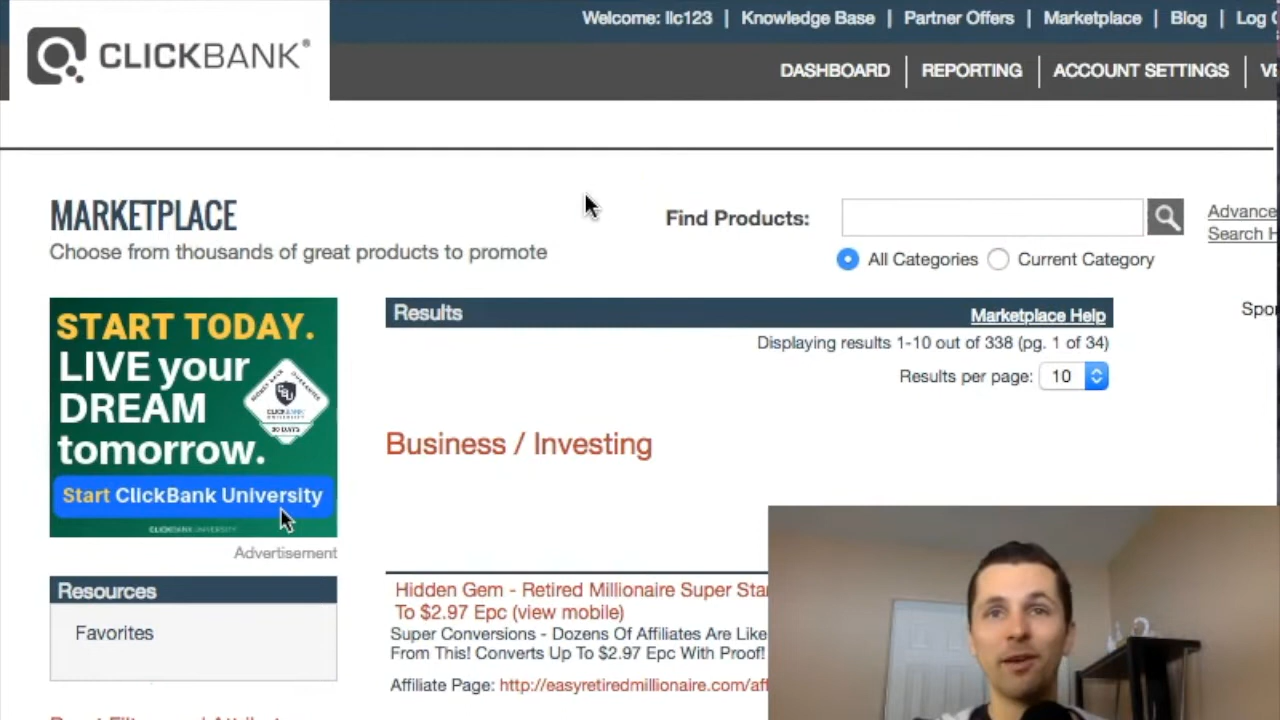 Welcome: llc123 | Knowledge Base | Partner Offers | Marketplace | Blog | Log
CLICKBANK®
DASHBOARD | REPORTING | ACCOUNT SETTINGS | VE
MARKETPLACE
Choose from thousands of great products to promote
Find Products:
Advance
Search H
All Categories Current Category
START TODAY.
LIVE your
DREAM
tomorrow.
Start ClickBank University
CLICKBANK UNIVERSITY
Advertisement
Resources
Favorites
Results Marketplace Help
Displaying results 1-10 out of 338 (pg. 1 of 34)
Results per page: 10
Spo
Business / Investing
Hidden Gem - Retired Millionaire Super Sta
To $2.97 Epc (view mobile)
Super Conversions - Dozens Of Affiliates Are Like
From This! Converts Up To $2.97 Epc With Proof!
Affiliate Page: http://easyretiredmillionaire.com/aff